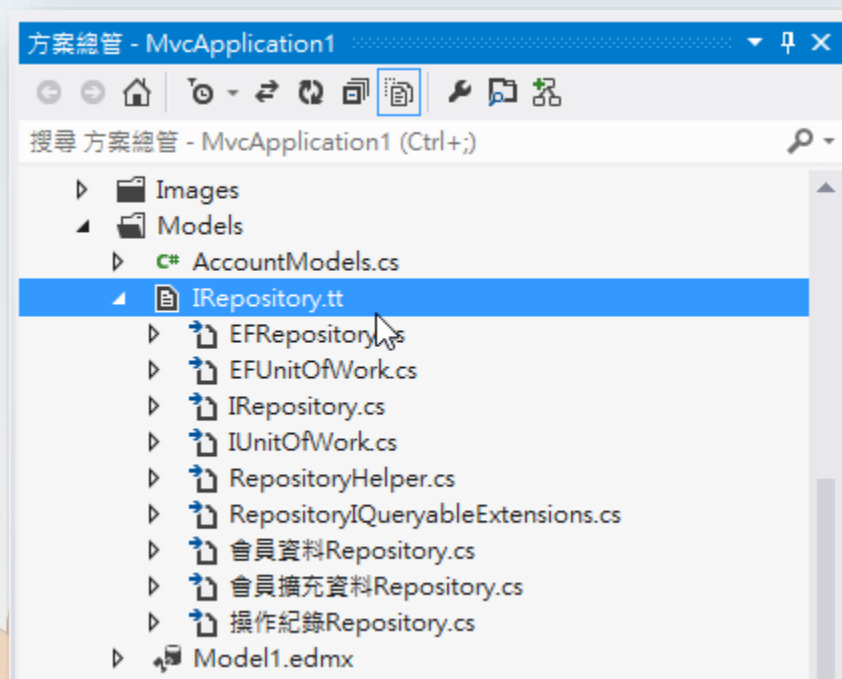 方案總管 - MvcApplication1
搜尋 方案總管 - MvcApplication1 (Ctrl+;)
Images
Models
C# AccountModels.cs
IRepository.tt
EFRepository.cs
EFUnitOfWork.cs
IRepository.cs
IUnitOfWork.cs
RepositoryHelper.cs
RepositoryIQueryableExtensions.cs
會員資料Repository.cs
會員擴充資料Repository.cs
操作紀錄Repository.cs
Model1.edmx